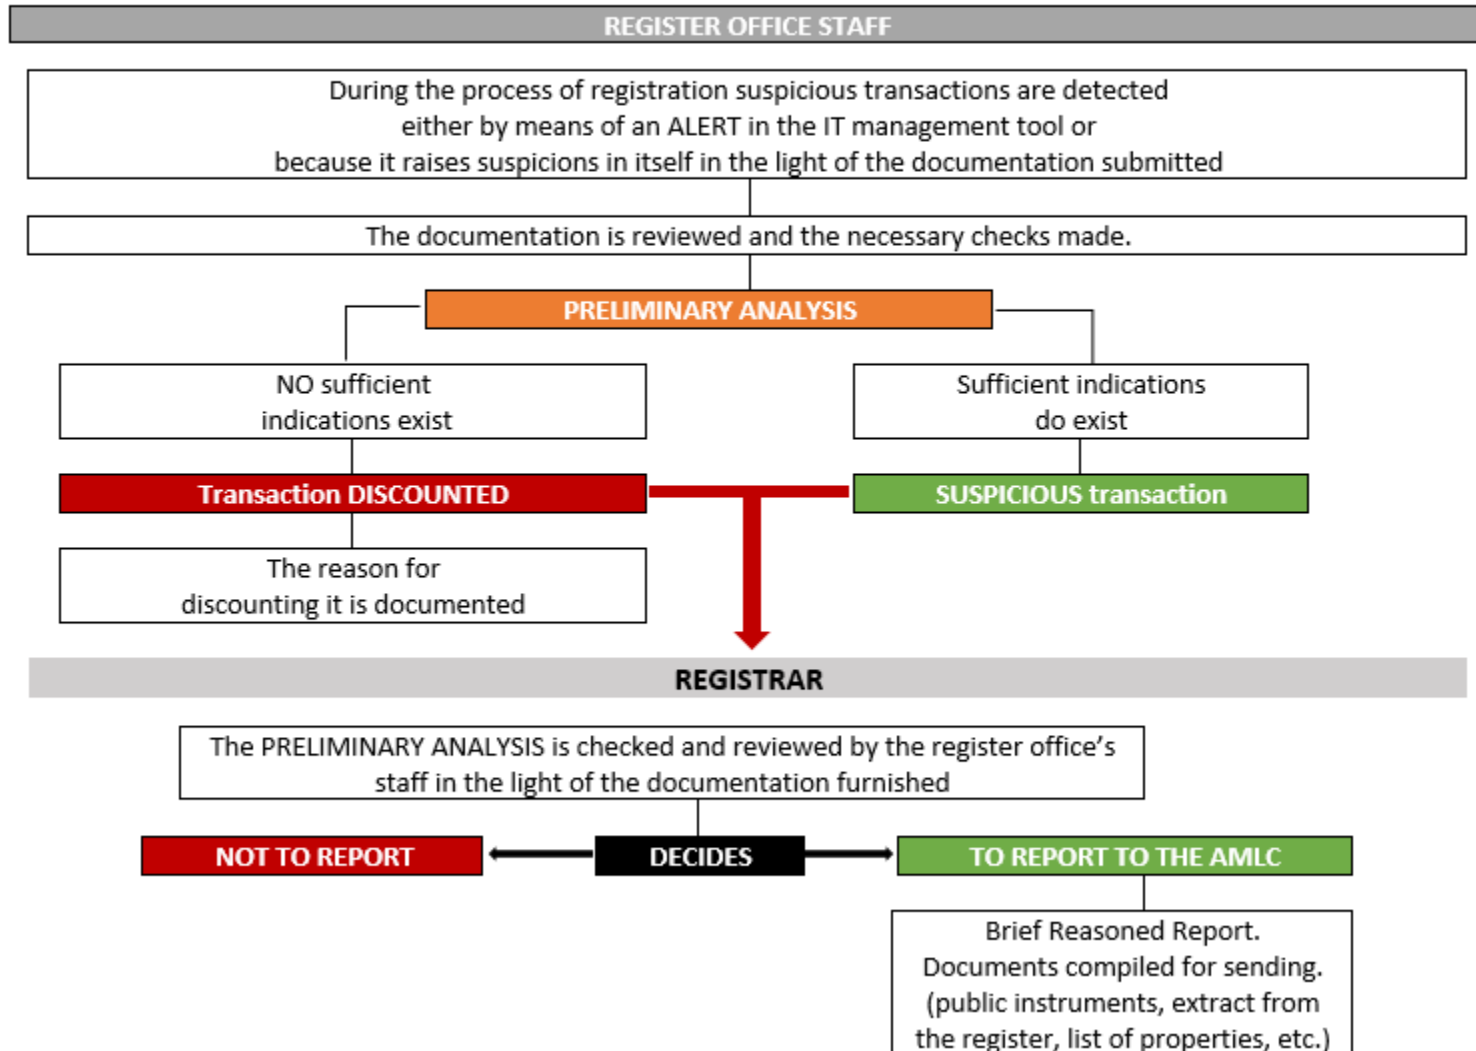 REGISTER OFFICE STAFF
During the process of registration suspicious transactions are detected
either by means of an ALERT in the IT management tool or
because it raises suspicions in itself in the light of the documentation submitted
The documentation is reviewed and the necessary checks made.
PRELIMINARY ANALYSIS
NO sufficient
indications exist
Sufficient indications
do exist
Transaction DISCOUNTED
SUSPICIOUS transaction
The reason for
discounting it is documented
REGISTRAR
The PRELIMINARY ANALYSIS is checked and reviewed by the register office’s
staff in the light of the documentation furnished
NOT TO REPORT
DECIDES
TO REPORT TO THE AMLC
Brief Reasoned Report.
Documents compiled for sending.
(public instruments, extract from
the register, list of properties, etc.)